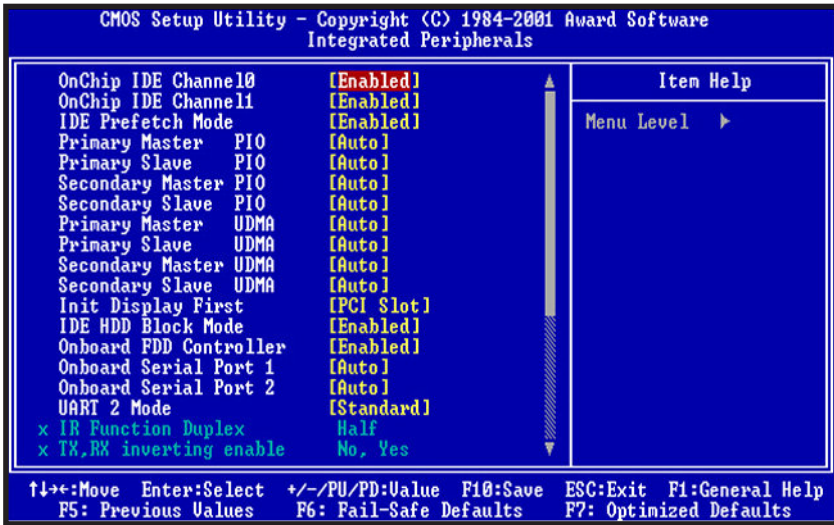 CMOS Setup Utility - Copyright (C) 1984-2001 Award Software
Integrated Peripherals
OnChip IDE Channel0 [Enabled]
OnChip IDE Channel1 [Enabled]
IDE Prefetch Mode [Enabled]
Primary Master PIO [Auto]
Primary Slave PIO [Auto]
Secondary Master PIO [Auto]
Secondary Slave PIO [Auto]
Primary Master UDMA [Auto]
Primary Slave UDMA [Auto]
Secondary Master UDMA [Auto]
Secondary Slave UDMA [Auto]
Init Display First [PCI Slot]
IDE HDD Block Mode [Enabled]
Onboard FDD Controller [Enabled]
Onboard Serial Port 1 [Auto]
Onboard Serial Port 2 [Auto]
UART 2 Mode [Standard]
x IR Function Duplex Half
x TX,RX inverting enable No, Yes
Item Help
Menu Level ▶
↑↓→←:Move Enter:Select +/-/PU/PD:Value F10:Save ESC:Exit F1:General Help
F5: Previous Values F6: Fail-Safe Defaults F7: Optimized Defaults